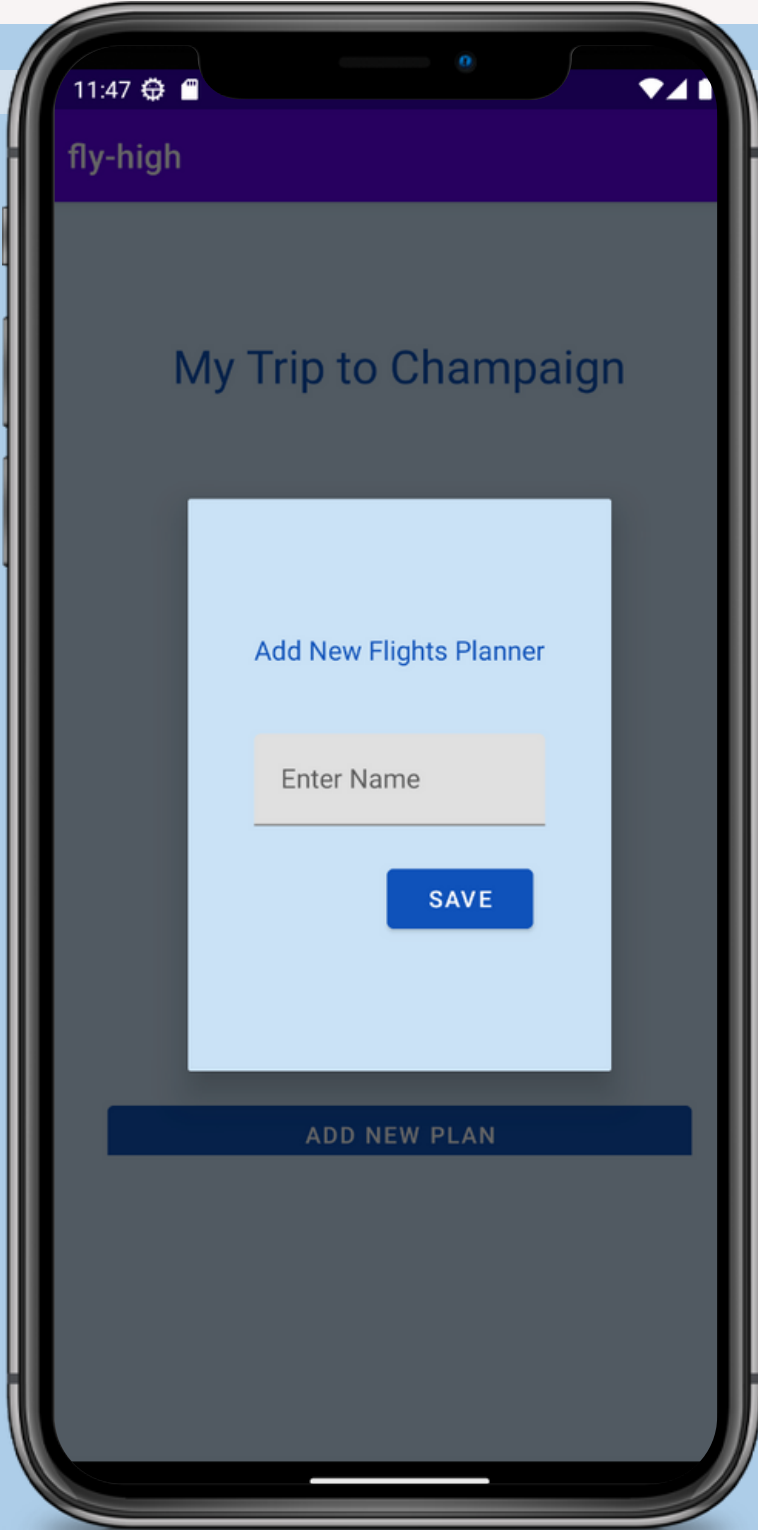 11:47
fly-high
My Trip to Champaign
Add New Flights Planner
Enter Name
SAVE
ADD NEW PLAN